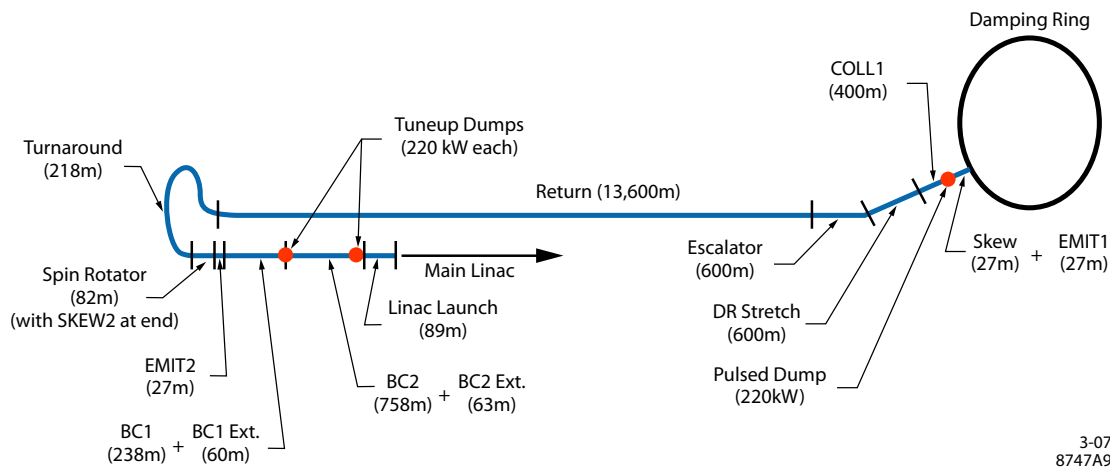 Damping Ring
COLL1
(400m)
Tuneup Dumps
(220 kW each)
Turnaround
(218m)
Return (13,600m)
Escalator
(600m)
Skew + EMIT1
(27m) (27m)
Main Linac
Spin Rotator
(82m)
(with SKEW2 at end)
Linac Launch
(89m)
DR Stretch
(600m)
EMIT2
(27m)
BC2 + BC2 Ext.
(758m) (63m)
Pulsed Dump
(220kW)
BC1 + BC1 Ext.
(238m) (60m)
3-07
8747A9